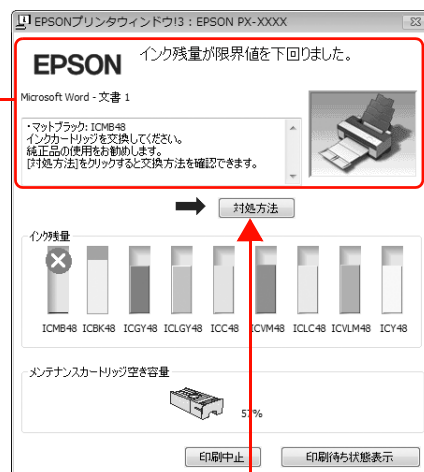 EPSONプリンタウィンドウ!3 : EPSON PX-XXXX
EPSON
インク残量が限界値を下回りました。
Microsoft Word - 文書 1
・マットブラック: ICMB48
インクカートリッジを交換してください。
純正品の使用をお勧めします。
[対処方法]をクリックすると交換方法を確認できます。
対処方法
インク残量
ICMB48 ICBK48 ICGY48 ICLGY48 ICC48 ICVM48 ICLC48 ICVLM48 ICY48
メンテナンスカートリッジ空き容量
57%
印刷中止
印刷待ち状態表示